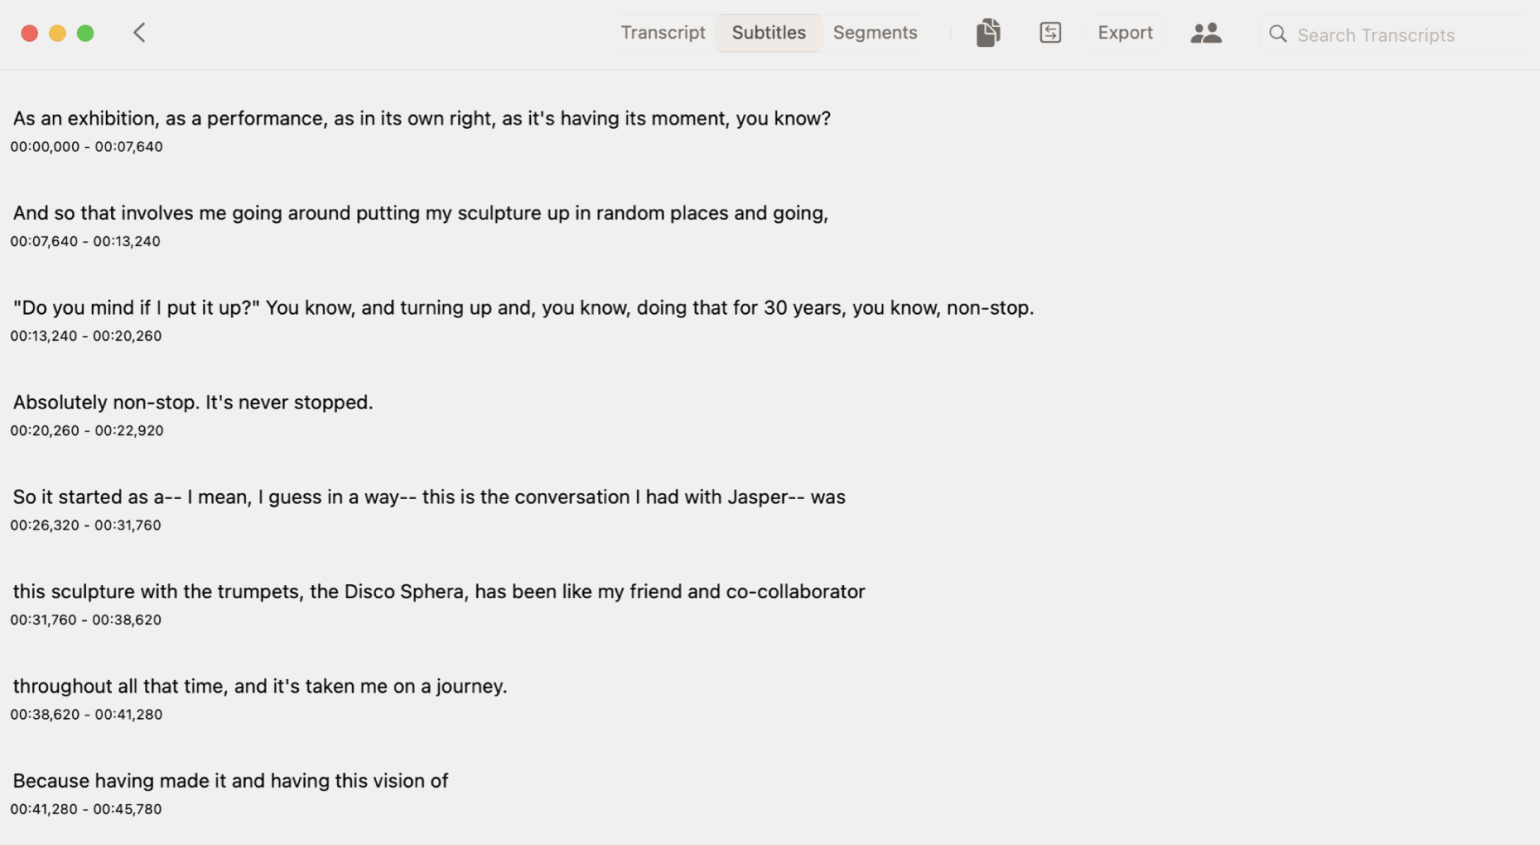 Transcript Subtitles Segments Export Search Transcripts
As an exhibition, as a performance, as in its own right, as it's having its moment, you know?
00:00,000 - 00:07,640
And so that involves me going around putting my sculpture up in random places and going,
00:07,640 - 00:13,240
"Do you mind if I put it up?" You know, and turning up and, you know, doing that for 30 years, you know, non-stop.
00:13,240 - 00:20,260
Absolutely non-stop. It's never stopped.
00:20,260 - 00:22,920
So it started as a-- I mean, I guess in a way-- this is the conversation I had with Jasper-- was
00:26,320 - 00:31,760
this sculpture with the trumpets, the Disco Sphera, has been like my friend and co-collaborator
00:31,760 - 00:38,620
throughout all that time, and it's taken me on a journey.
00:38,620 - 00:41,280
Because having made it and having this vision of
00:41,280 - 00:45,780